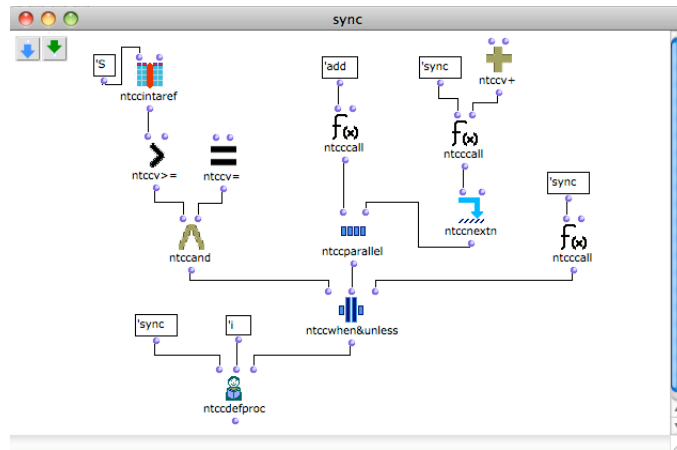 sync
'S
'add
'sync
ntccv+
ntccintaref
ntcccall
ntcccall
ntccv>=
ntccv=
'sync
ntccand
ntccparallel
ntccnextn
ntcccall
'sync
'i
ntccwhen&unless
ntccdefproc